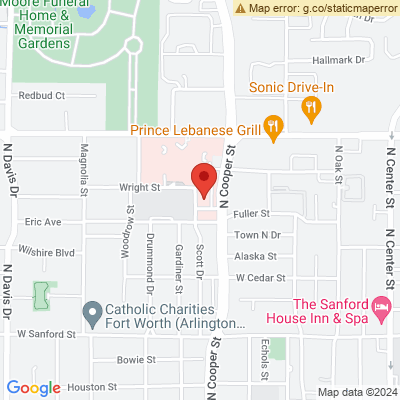 Map error: g.co/staticmaperror
Moore Funeral
Home &
Memorial
Gardens
Hallmark Dr
Redbud Ct
Sonic Drive-In
Prince Lebanese Grill
N Davis Dr
Magnolia St
N Cooper St
N Oak St
N Center St
Wright St
Woodrow St
Eric Ave
Fuller St
Town N Dr
Wilshire Blvd
Drummond Dr
Gardiner St
Scott Dr
Alaska St
N Center St
N Davis Dr
W Cedar St
Catholic Charities
Fort Worth (Arlington...
The Sanford
House Inn & Spa
W Sanford St
N Cooper St
Echols St
Bowie St
Houston St
Google
Map data ©2024